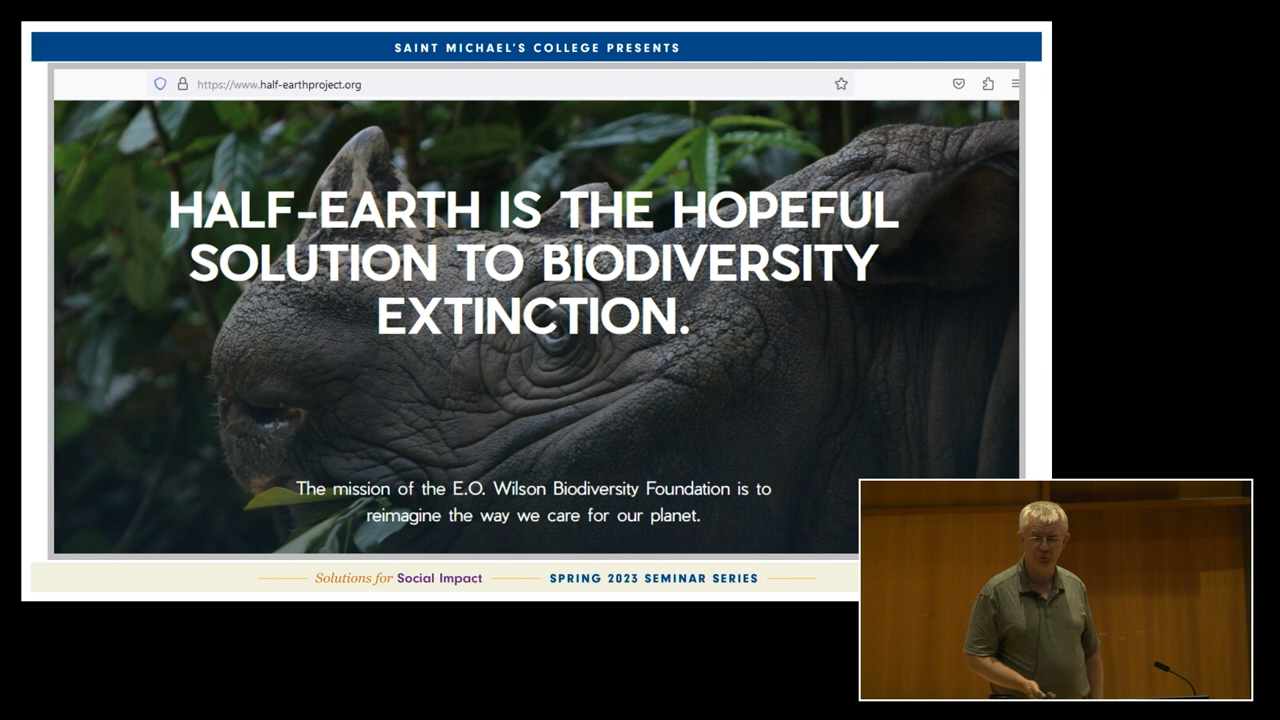 SAINT MICHAEL'S COLLEGE PRESENTS
https://www.half-earthproject.org
HALF-EARTH IS THE HOPEFUL
SOLUTION TO BIODIVERSITY
EXTINCTION.
The mission of the E.O. Wilson Biodiversity Foundation is to
reimagine the way we care for our planet.
Solutions for Social Impact SPRING 2023 SEMINAR SERIES